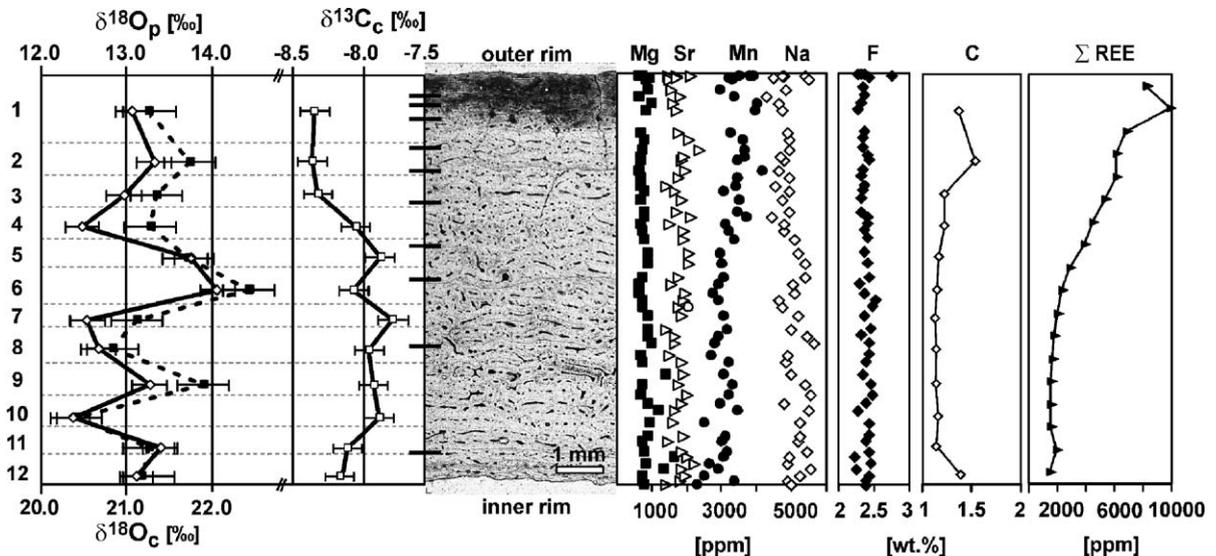 δ¹⁸Oₚ [‰] δ¹³C꜀ [‰]
12.0 13.0 14.0 -8.5 -8.0 -7.5 outer rim Mg Sr Mn Na F C Σ REE
1
2
3
4
5
6
7
8
9
10
11
12
1 mm
20.0 21.0 22.0 inner rim 1000 3000 5000 2 2.5 3 1 1.5 2 2000 6000 10000
δ¹⁸O꜀ [‰] [ppm] [wt.%] [ppm]